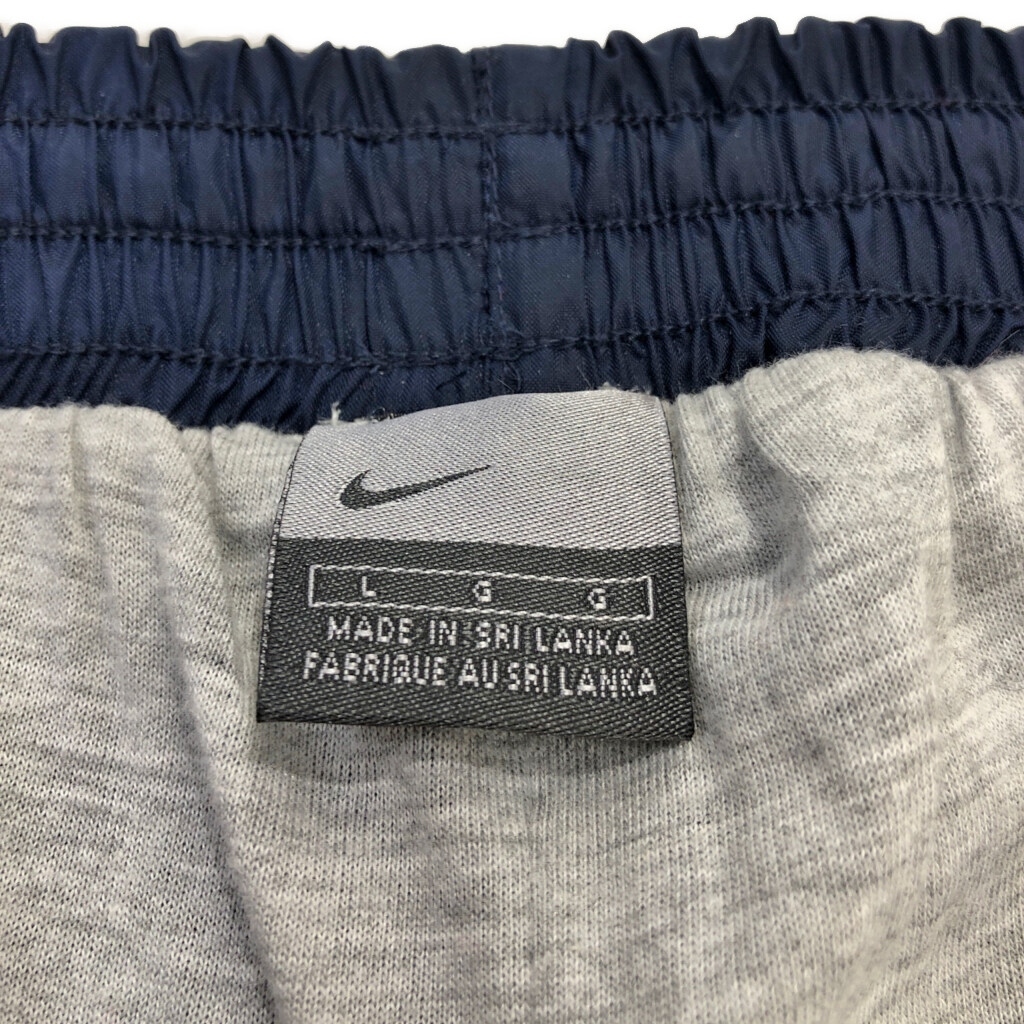 L G G
MADE IN SRI LANKA
FABRIQUE AU SRI LANKA